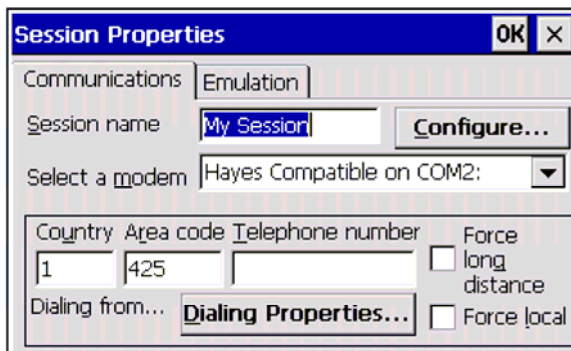 Session Properties OK ×
Communications Emulation
Session name My Session Configure...
Select a modem Hayes Compatible on COM2:
Country Area code Telephone number Force long distance
1 425
Dialing from... Dialing Properties... Force local